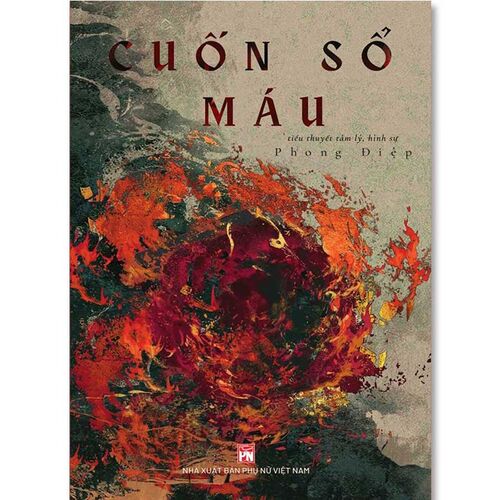 CUỐN SỔ
MÁU
tiểu thuyết tâm lý, hình sự
Phong Điệp
PN
NHÀ XUẤT BẢN PHỤ NỮ VIỆT NAM